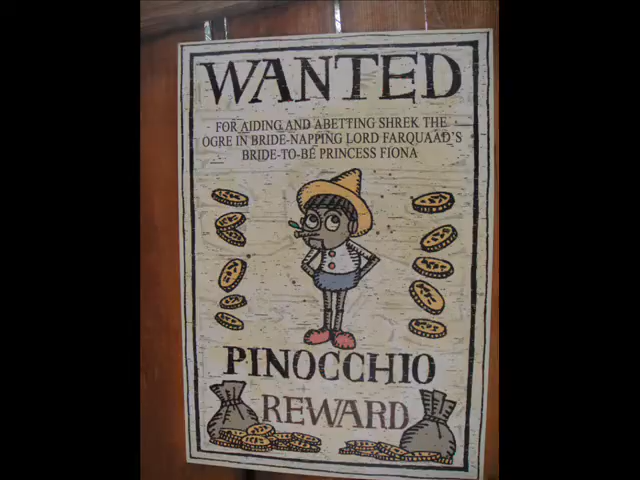 WANTED
FOR AIDING AND ABETTING SHREK THE
OGRE IN BRIDE-NAPPING LORD FARQUAAD'S
BRIDE-TO-BE PRINCESS FIONA
PINOCCHIO
REWARD